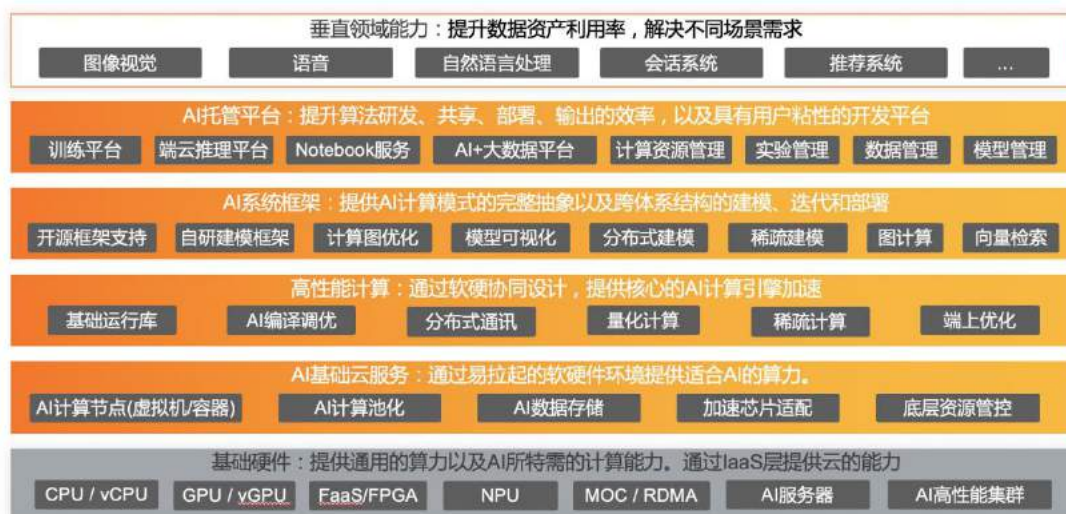 垂直领域能力：提升数据资产利用率，解决不同场景需求
图像视觉 语音 自然语言处理 会话系统 推荐系统 ...
AI托管平台：提升算法研发、共享、部署、输出的效率，以及具有用户粘性的开发平台
训练平台 端云推理平台 Notebook服务 AI+大数据平台 计算资源管理 实验管理 数据管理 模型管理
AI系统框架：提供AI计算模式的完整抽象以及跨体系结构的建模、迭代和部署
开源框架支持 自研建模框架 计算图优化 模型可视化 分布式建模 稀疏建模 图计算 向量检索
高性能计算：通过软硬协同设计，提供核心的AI计算引擎加速
基础运行库 AI编译调优 分布式通讯 量化计算 稀疏计算 端上优化
AI基础云服务：通过易拉起的软硬件环境提供适合AI的算力。
AI计算节点(虚拟机/容器) AI计算池化 AI数据存储 加速芯片适配 底层资源管控
基础硬件：提供通用的算力以及AI所特需的计算能力。通过IaaS层提供云的能力
CPU / vCPU GPU / vGPU FaaS/FPGA NPU MOC / RDMA AI服务器 AI高性能集群